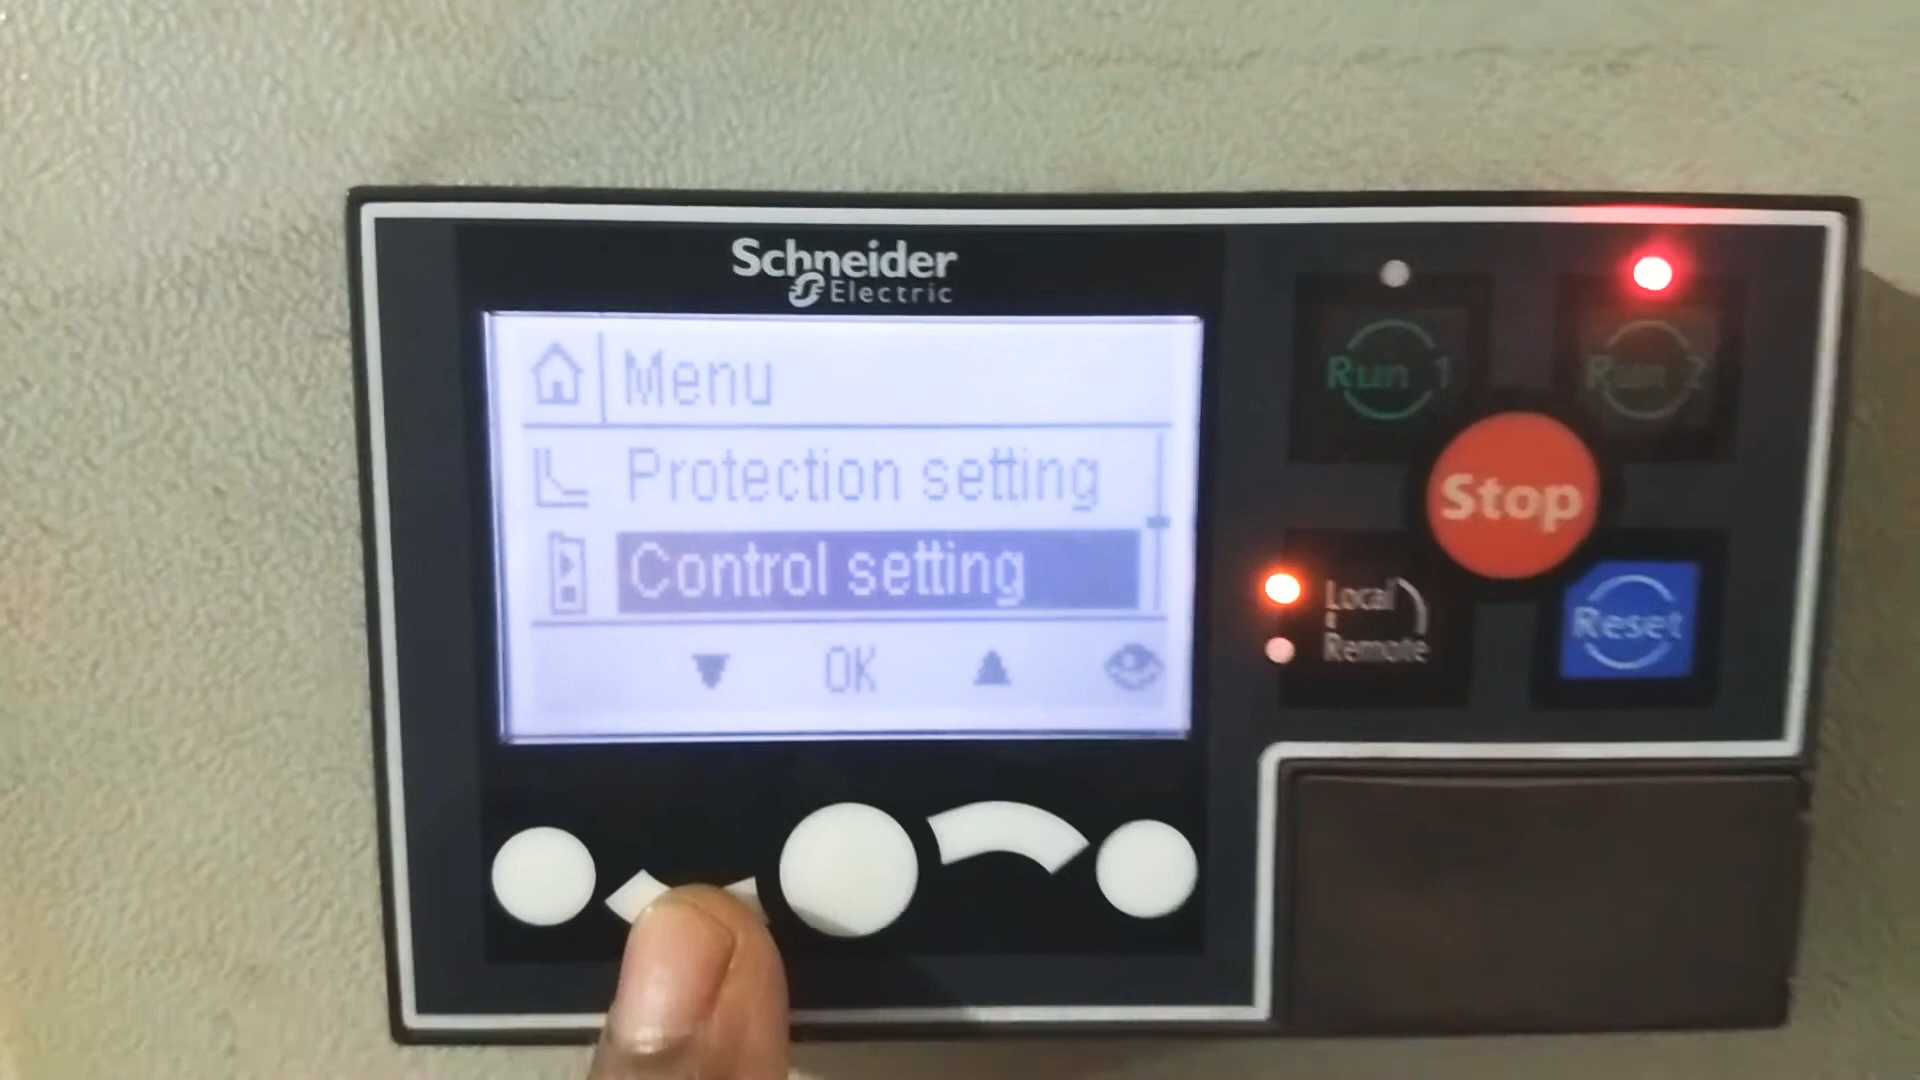 Schneider
Electric
Menu
Protection setting
Control setting
OK
Run 1
Run 2
Stop
Local
Remote
Reset